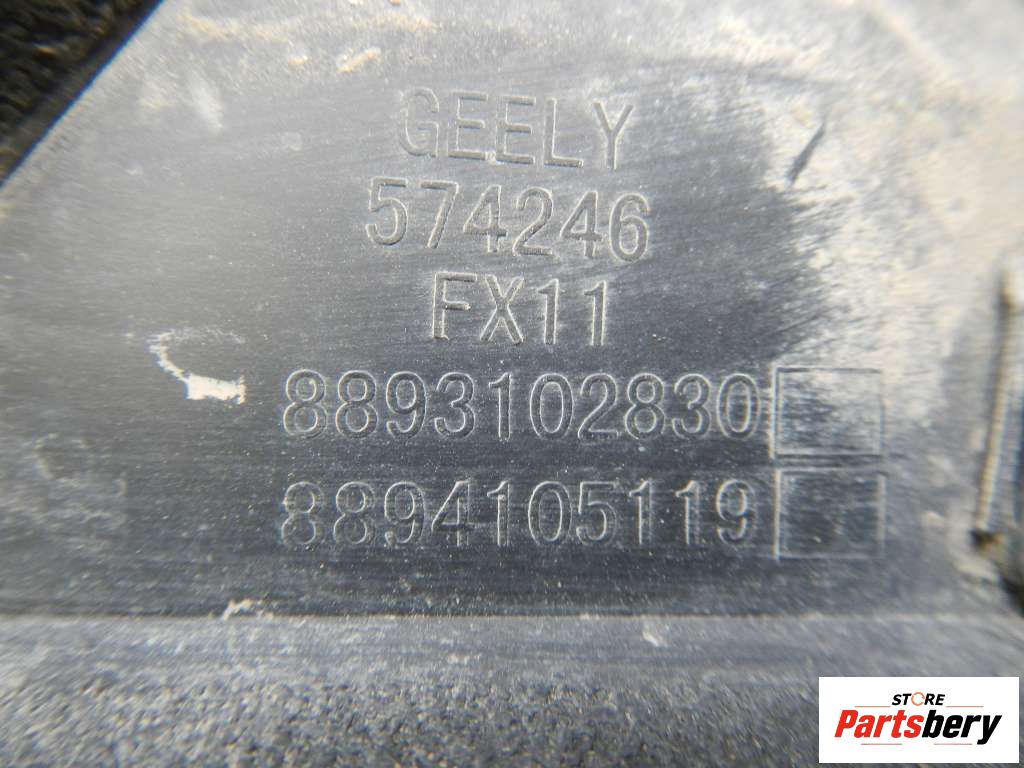 GEELY
574246
FX11
8893102830
8894105119
STORE
Partsbery